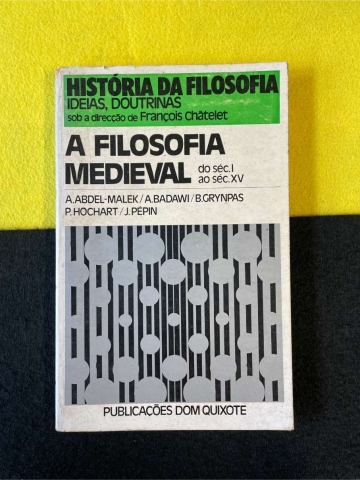 HISTÓRIA DA FILOSOFIA
IDEIAS, DOUTRINAS
sob a direcção de François Châtelet
A FILOSOFIA
MEDIEVAL do séc. I
ao séc. XV
A. ABDEL-MALEK/A. BADAWI/B. GRYNPAS
P. HOCHART/J. PÉPIN
PUBLICAÇÕES DOM QUIXOTE